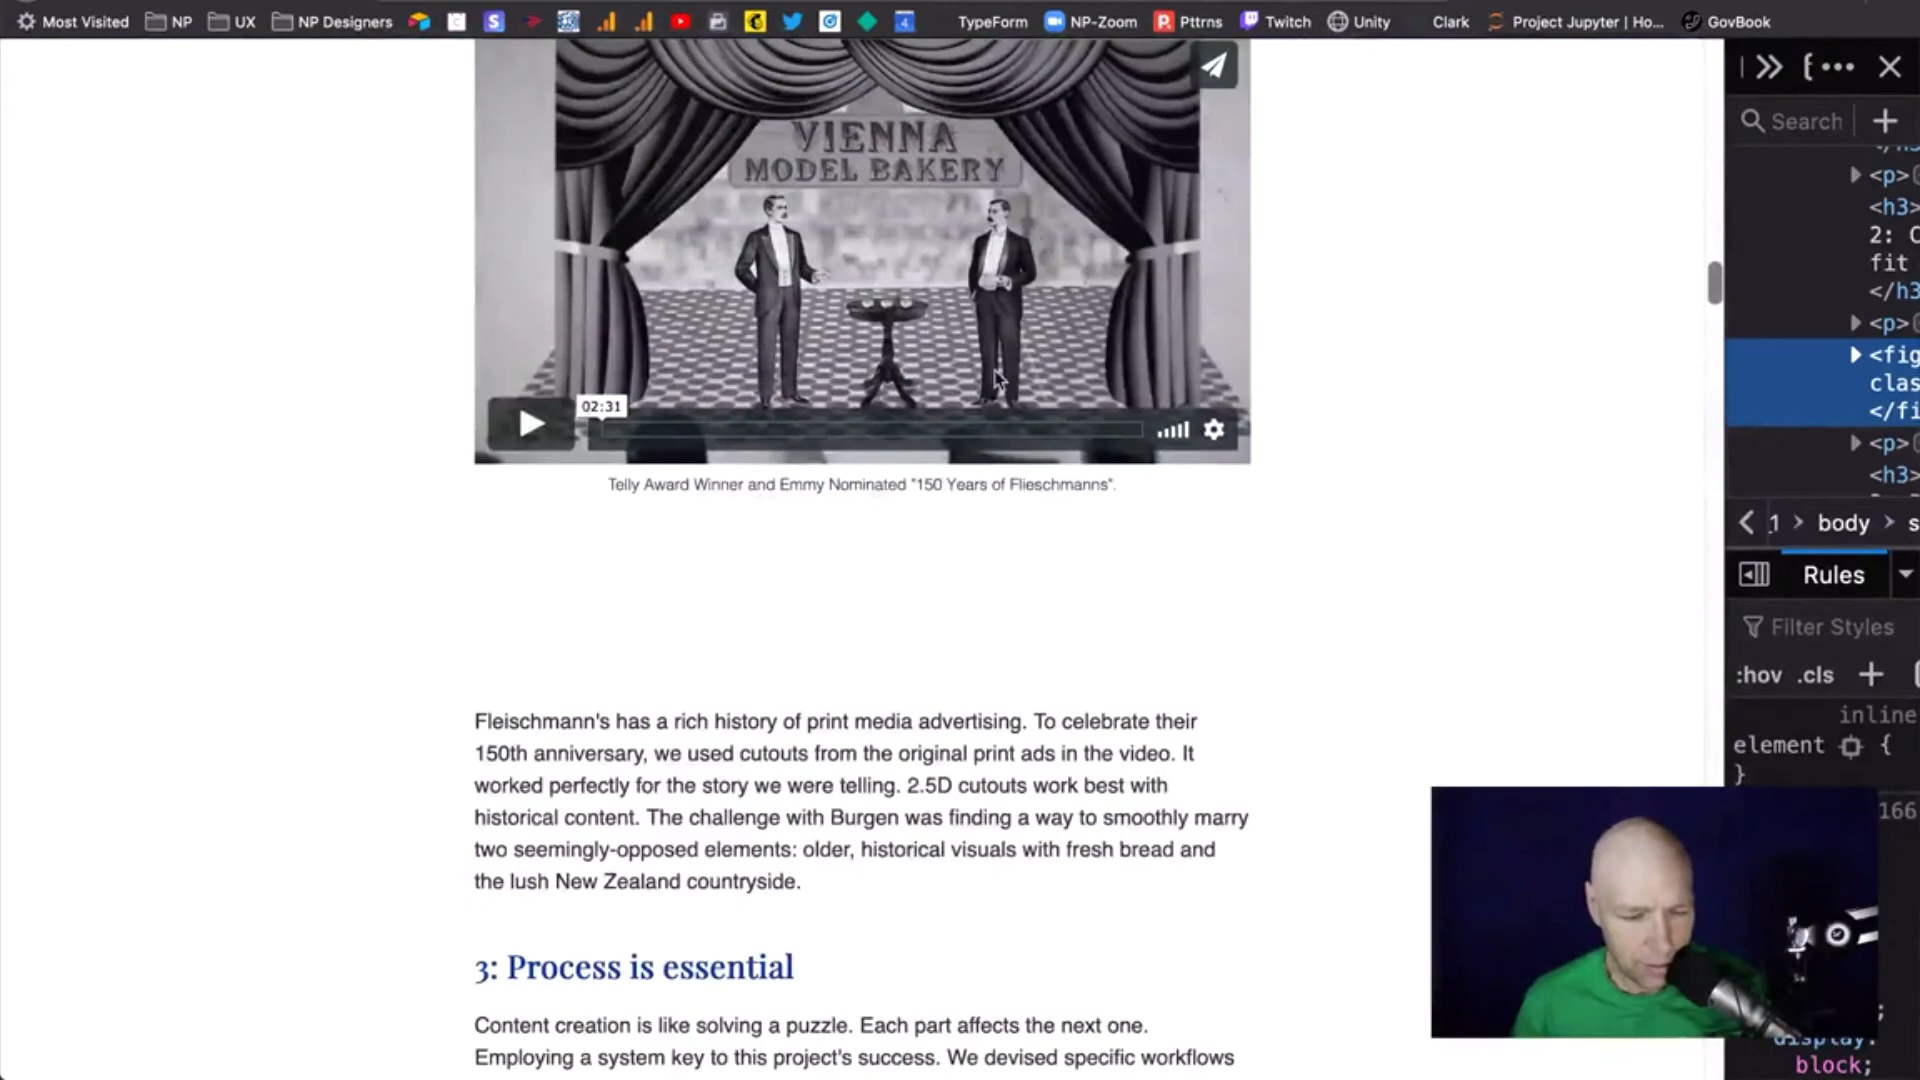 Most Visited NP UX NP Designers TypeForm NP-Zoom Pttrns Twitch Unity Clark Project Jupyter | Ho... GovBook
VIENNA
MODEL BAKERY
02:31
Telly Award Winner and Emmy Nominated "150 Years of Flieschmanns".
Fleischmann's has a rich history of print media advertising. To celebrate their
150th anniversary, we used cutouts from the original print ads in the video. It
worked perfectly for the story we were telling. 2.5D cutouts work best with
historical content. The challenge with Burgen was finding a way to smoothly marry
two seemingly-opposed elements: older, historical visuals with fresh bread and
the lush New Zealand countryside.
3: Process is essential
Content creation is like solving a puzzle. Each part affects the next one.
Employing a system key to this project's success. We devised specific workflows
Search +
<p>
<h3>
2: C
fit
</h3
<p>
<fig
clas
</fi
<p>
<h3>
1 > body > s
Rules
Filter Styles
:hov .cls +
inline
element {
}
166
;
display:
block;